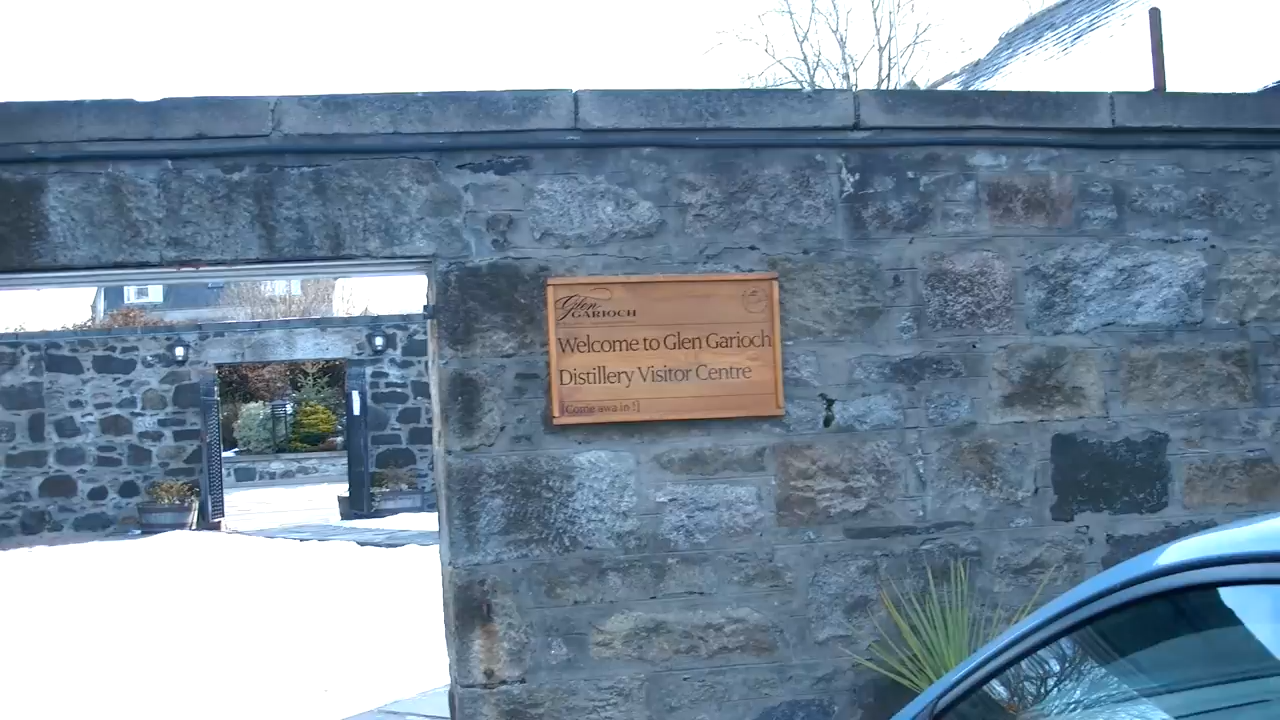 Glen
GARIOCH
Welcome to Glen Garioch
Distillery Visitor Centre
[Come awa in!]